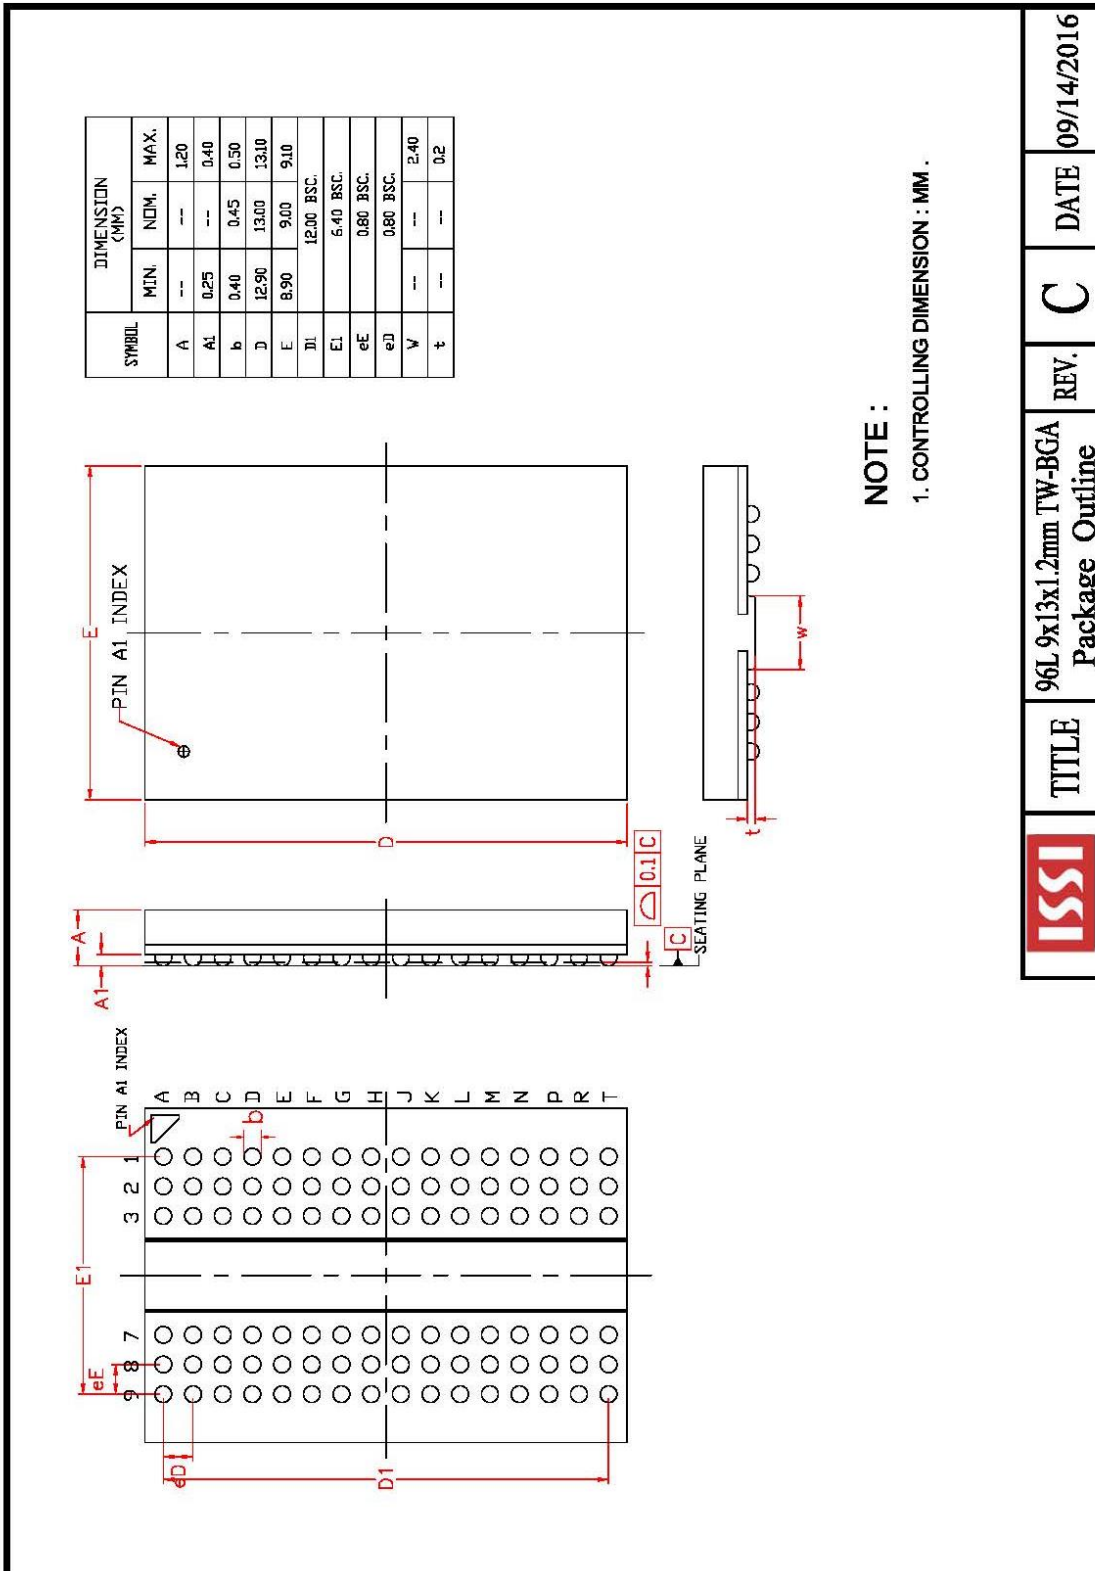 SYMBOL DIMENSION (MM)
MIN. NOM. MAX.
A -- -- 1.20
A1 0.25 -- 0.40
b 0.40 0.45 0.50
D 12.90 13.00 13.10
E 8.90 9.00 9.10
D1 12.00 BSC.
E1 6.40 BSC.
eE 0.80 BSC.
eD 0.80 BSC.
W -- -- 2.40
t -- -- 0.2
E
PIN A1 INDEX
D
A
A1
0.1 C
C
SEATING PLANE
w
t
PIN A1 INDEX
E1
eE
9 8 7 3 2 1
A
B
C
D
E
F
G
H
J
K
L
M
N
P
R
T
b
eD
D1
NOTE :
1. CONTROLLING DIMENSION : MM .
ISSI
TITLE
96L 9x13x1.2mm TW-BGA
Package Outline
REV.
C
DATE
09/14/2016